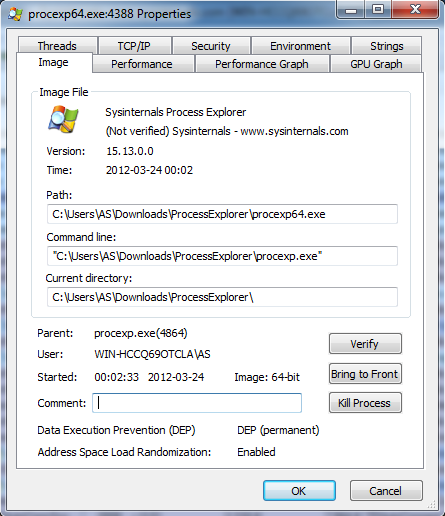 procexp64.exe:4388 Properties
Threads TCP/IP Security Environment Strings
Image Performance Performance Graph GPU Graph
Image File
Sysinternals Process Explorer
(Not verified) Sysinternals - www.sysinternals.com
Version: 15.13.0.0
Time: 2012-03-24 00:02
Path:
C:\Users\AS\Downloads\ProcessExplorer\procexp64.exe
Command line:
"C:\Users\AS\Downloads\ProcessExplorer\procexp.exe"
Current directory:
C:\Users\AS\Downloads\ProcessExplorer\
Parent: procexp.exe(4864)
Verify
User: WIN-HCCQ69OTCLA\AS
Started: 00:02:33 2012-03-24 Image: 64-bit
Bring to Front
Comment:
Kill Process
Data Execution Prevention (DEP) DEP (permanent)
Address Space Load Randomization: Enabled
OK Cancel